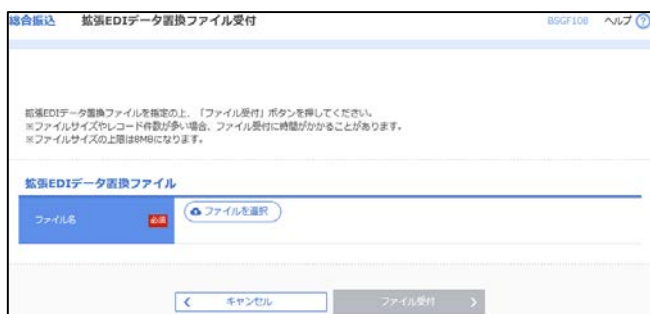 総合振込 拡張EDIデータ置換ファイル受付 BSGF108 ヘルプ ?
拡張EDIデータ置換ファイルを指定の上、「ファイル受付」ボタンを押してください。
※ファイルサイズやレコード件数が多い場合、ファイル受付に時間がかかることがあります。
※ファイルサイズの上限は8MBになります。
拡張EDIデータ置換ファイル
ファイル名 必須 ファイルを選択
キャンセル ファイル受付